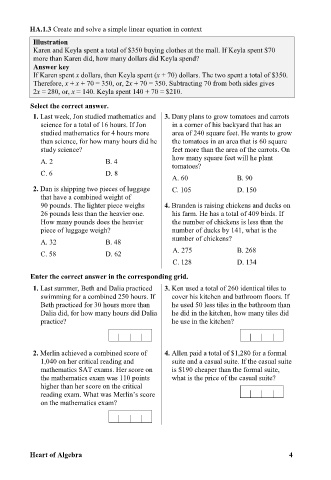 HA.1.3 Create and solve a simple linear equation in context
Illustration
Karen and Keyla spent a total of $350 buying clothes at the mall. If Keyla spent $70
more than Karen did, how many dollars did Keyla spend?
Answer key
If Karen spent x dollars, then Keyla spent (x + 70) dollars. The two spent a total of $350.
Therefore, x + x + 70 = 350, or, 2x + 70 = 350. Subtracting 70 from both sides gives
2x = 280, or, x = 140. Keyla spent 140 + 70 = $210.
Select the correct answer.
1. Last week, Jon studied mathematics and
science for a total of 16 hours. If Jon
studied mathematics for 4 hours more
than science, for how many hours did he
study science?
A. 2 B. 4
C. 6 D. 8
2. Dan is shipping two pieces of luggage
that have a combined weight of
90 pounds. The lighter piece weighs
26 pounds less than the heavier one.
How many pounds does the heavier
piece of luggage weigh?
A. 32 B. 48
C. 58 D. 62
3. Dany plans to grow tomatoes and carrots
in a corner of his backyard that has an
area of 240 square feet. He wants to grow
the tomatoes in an area that is 60 square
feet more than the area of the carrots. On
how many square feet will he plant
tomatoes?
A. 60 B. 90
C. 105 D. 150
4. Branden is raising chickens and ducks on
his farm. He has a total of 409 birds. If
the number of chickens is less than the
number of ducks by 141, what is the
number of chickens?
A. 275 B. 268
C. 128 D. 134
Enter the correct answer in the corresponding grid.
1. Last summer, Beth and Dalia practiced
swimming for a combined 250 hours. If
Beth practiced for 30 hours more than
Dalia did, for how many hours did Dalia
practice?
2. Merlin achieved a combined score of
1,040 on her critical reading and
mathematics SAT exams. Her score on
the mathematics exam was 110 points
higher than her score on the critical
reading exam. What was Merlin's score
on the mathematics exam?
3. Ken used a total of 260 identical tiles to
cover his kitchen and bathroom floors. If
he used 50 less tiles in the bathroom than
he did in the kitchen, how many tiles did
he use in the kitchen?
4. Allen paid a total of $1,280 for a formal
suite and a casual suite. If the casual suite
is $190 cheaper than the formal suite,
what is the price of the casual suite?
Heart of Algebra 4